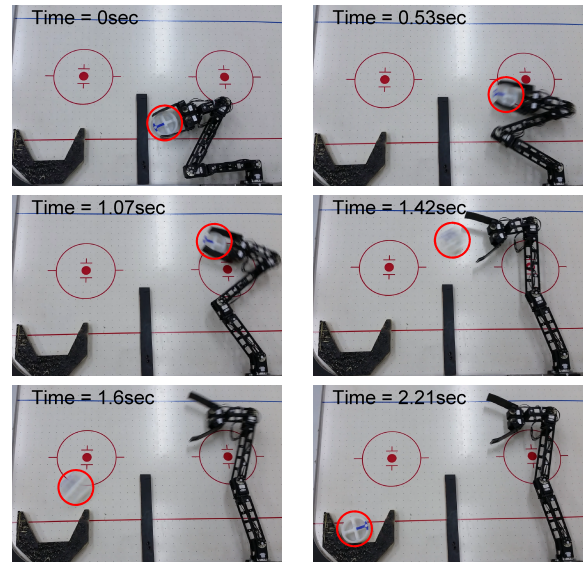 Time = 0sec
Time = 0.53sec
Time = 1.07sec
Time = 1.42sec
Time = 1.6sec
Time = 2.21sec